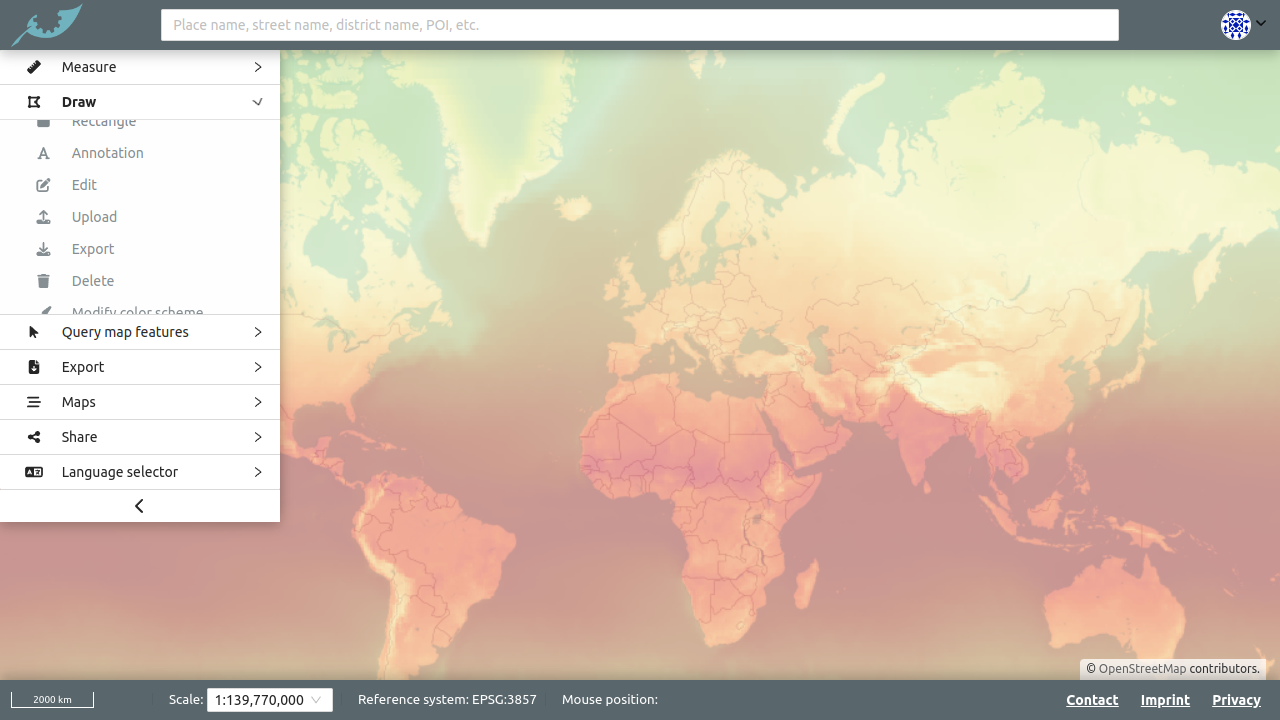 Place name, street name, district name, POI, etc.
Measure
Draw
Rectangle
Annotation
Edit
Upload
Export
Delete
Modify color scheme
Query map features
Export
Maps
Share
Language selector
© OpenStreetMap contributors.
2000 km
Scale: 1:139,770,000
Reference system: EPSG:3857
Mouse position:
Contact
Imprint
Privacy